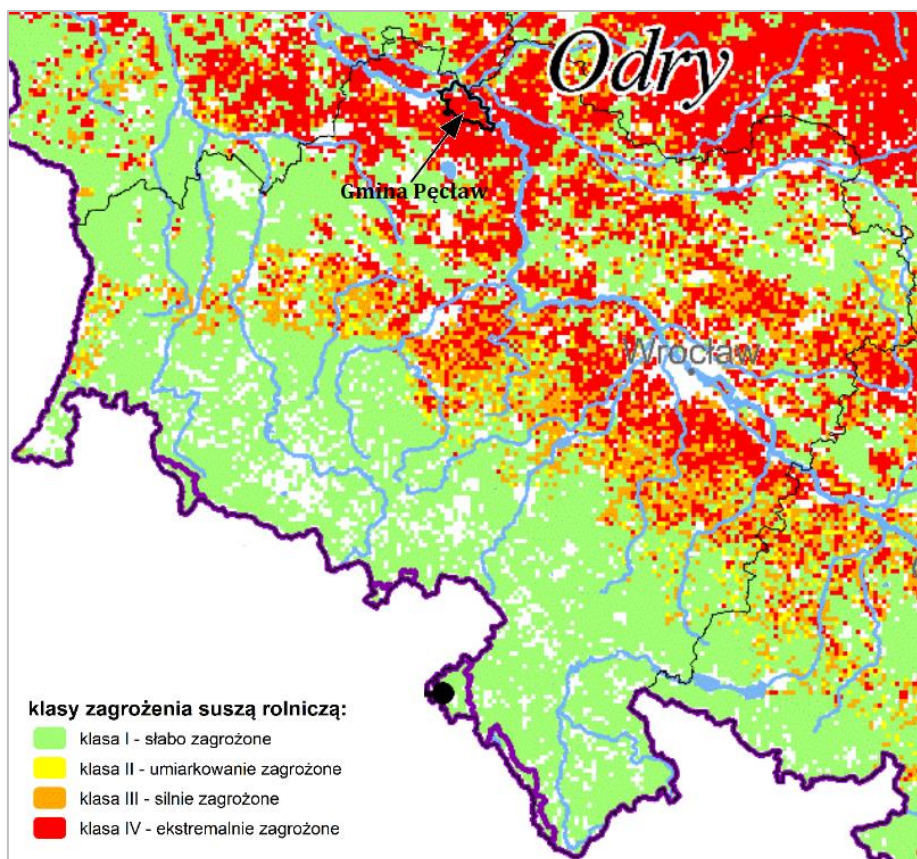 Odry
Gmina Pęcław
Wrocław
klasy zagrożenia suszą rolniczą:
klasa I - słabo zagrożone
klasa II - umiarkowanie zagrożone
klasa III - silnie zagrożone
klasa IV - ekstremalnie zagrożone